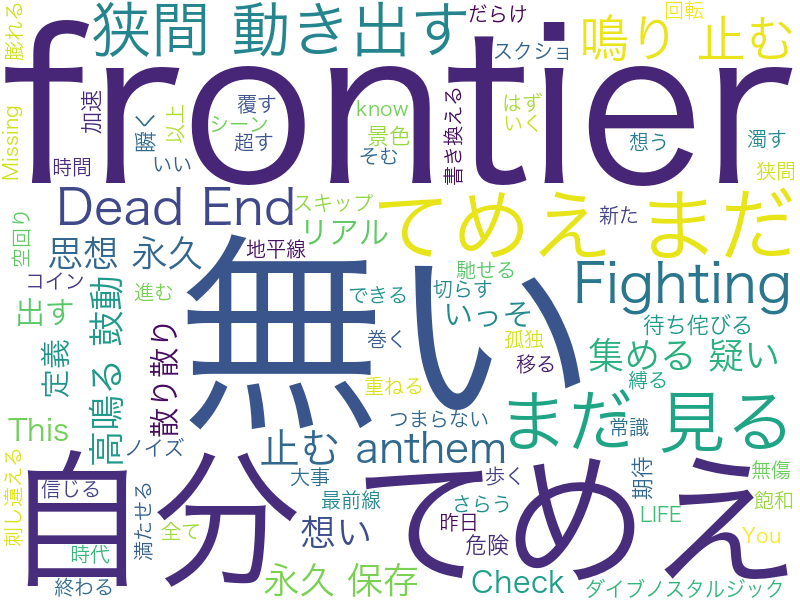 膨れる
狭間 動き出す
だらけ
スクショ
回転
鳴り 止む
frontier
Missing
加速
瞬く
以上
覆す
シーン
超す
know
景色
そむ
書き換える
はず
いく
想う
濁す
狭間
時間
いい
Dead End
スキップ
てめえ まだ
新た
空回り
思想 永久
地平線
リアル
無い
Fighting
コイン
進む
できる
馳せる
切らす
出す
鼓動
高鳴る
いっそ
待ち侘びる
定義
散り散り
巻く
孤独
移る
集める 疑い
縛る
重ねる
まだ 見る
This
ノイズ
止む anthem
つまらない
常識
刺し違える
自分 てめえ
信じる
満たせる
大事
最前線
歩く
さらう
期待
無傷
飽和
想い
昨日
LIFE
全て
危険
You
時代
終わる
永久 保存
Check
ダイブノスタルジック